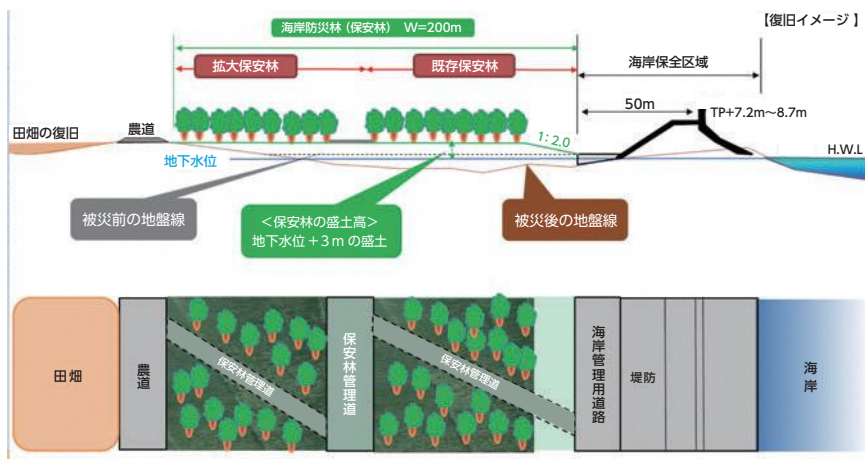 【復旧イメージ】
海岸防災林（保安林） W=200m
拡大保安林
既存保安林
海岸保全区域
50m
TP+7.2m～8.7m
田畑の復旧
農道
1：2.0
地下水位
H.W.L
被災前の地盤線
＜保安林の盛土高＞
地下水位＋3ｍの盛土
被災後の地盤線
田畑
農道
保安林管理道
保安林管理道
保安林管理道
海岸管理用道路
堤防
海岸